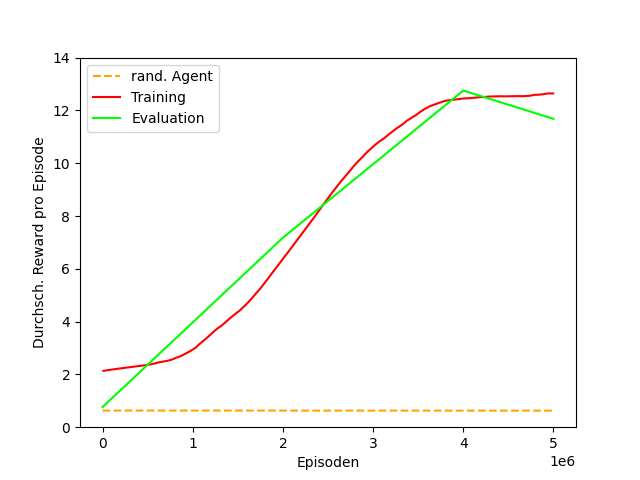 rand. Agent
Training
Evaluation
Durchsch. Reward pro Episode
14
12
10
8
6
4
2
0
0 1 2 3 4 5
1e6
Episoden